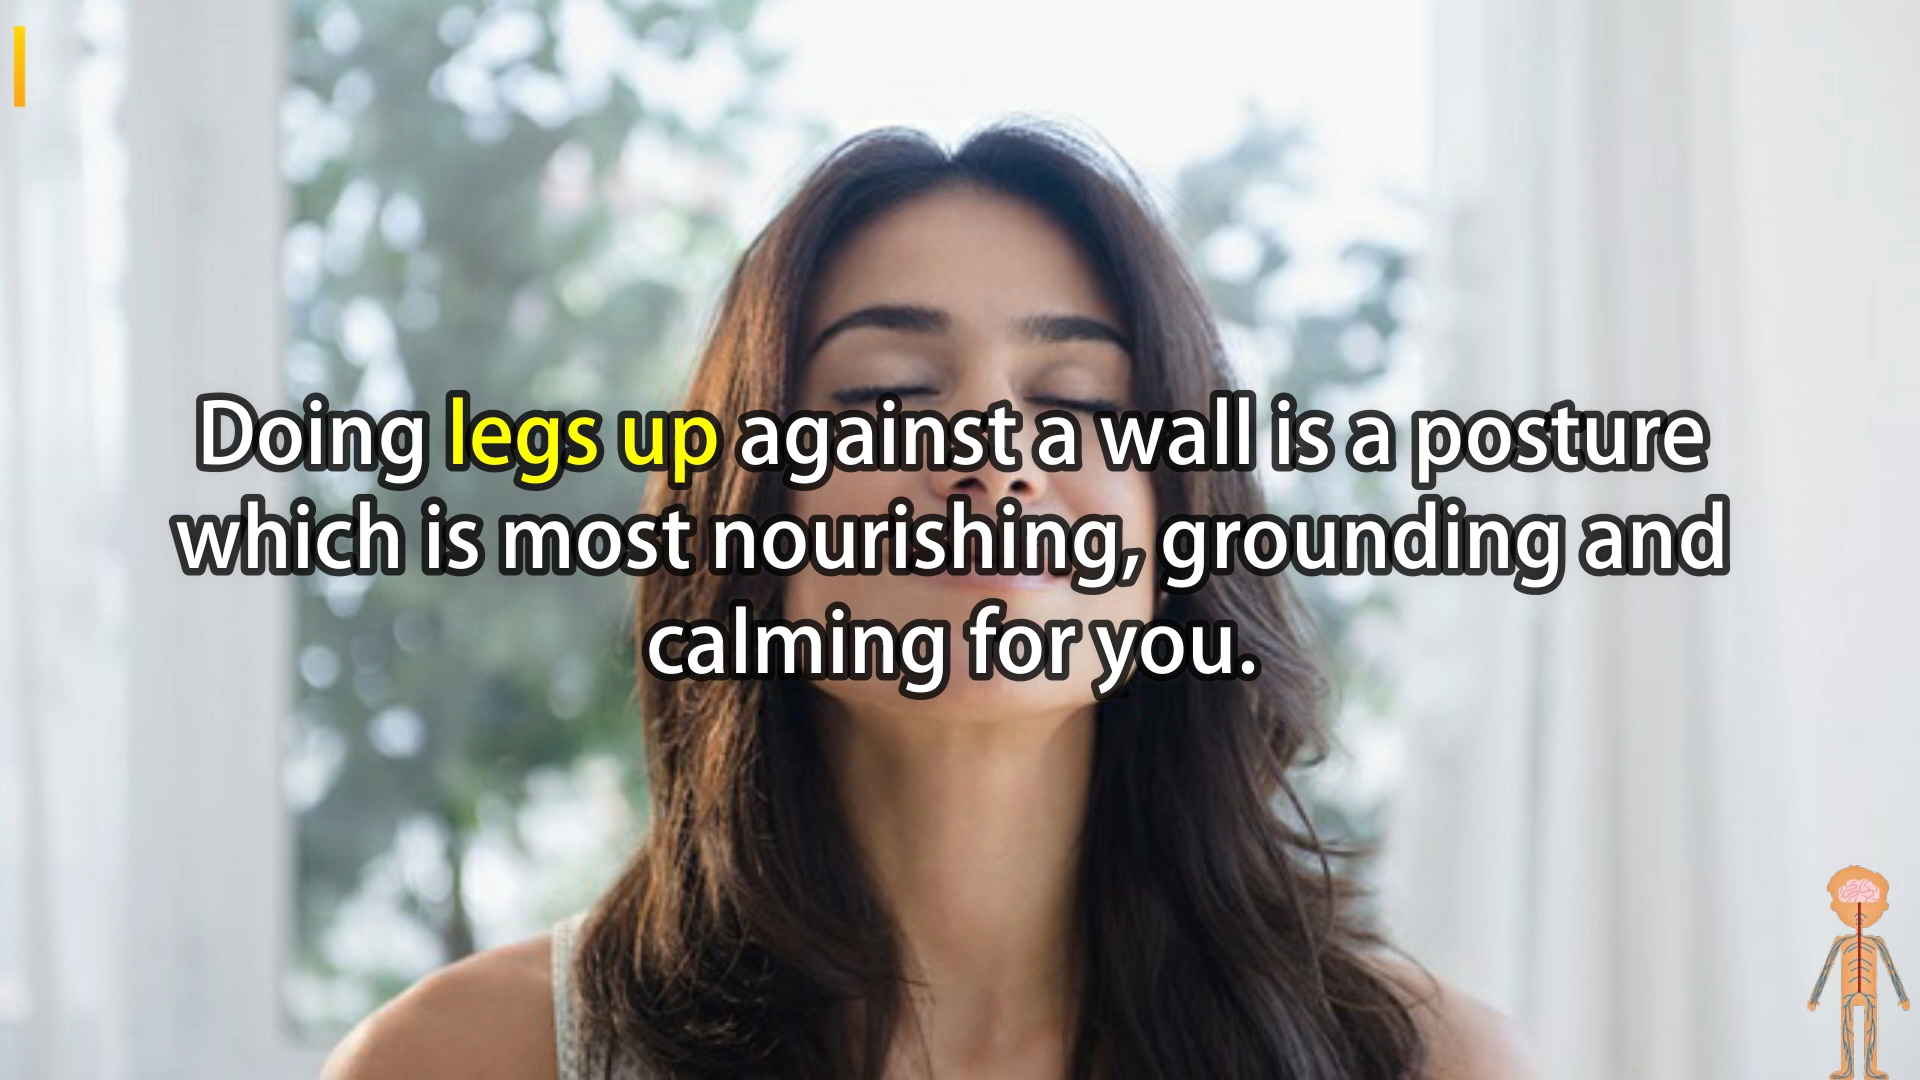 Doing legs up against a wall is a posture
which is most nourishing, grounding and
calming for you.